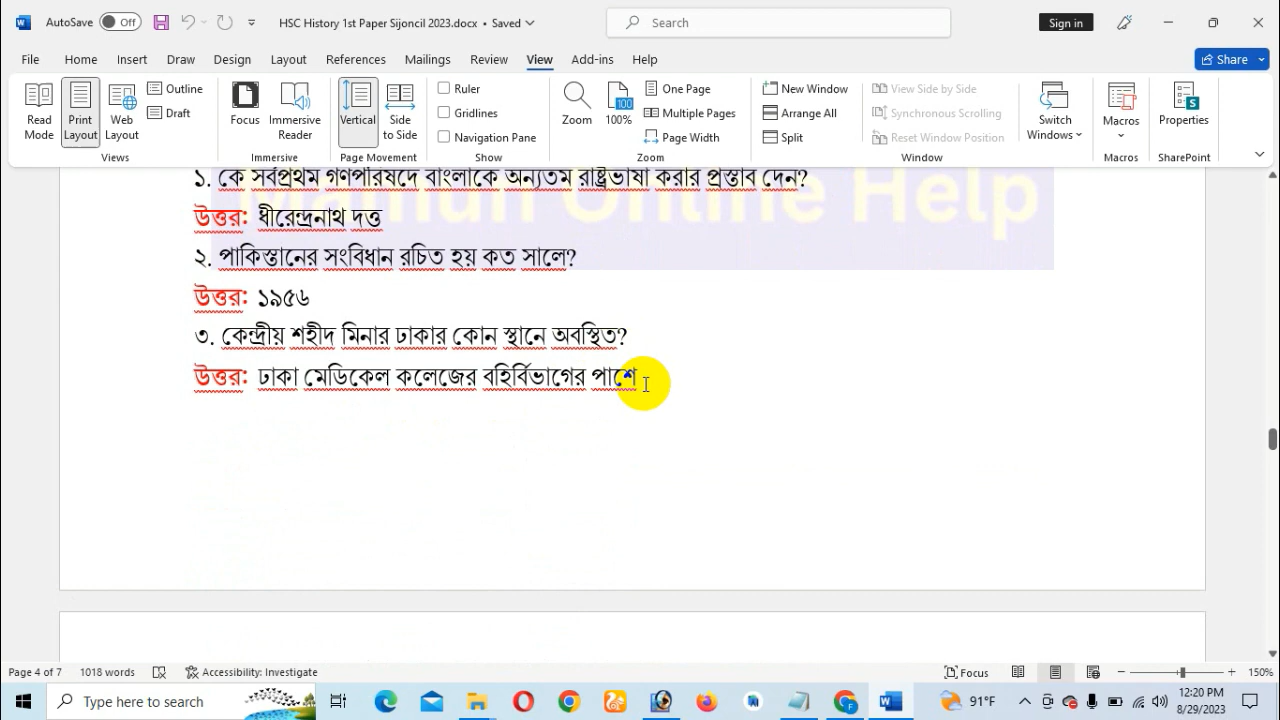 AutoSave Off HSC History 1st Paper Sijoncil 2023.docx • Saved Search Sign in
File Home Insert Draw Design Layout References Mailings Review View Add-ins Help Share
Read Mode Print Layout Web Layout Outline Draft Focus Immersive Reader Vertical Side to Side Ruler Gridlines Navigation Pane Zoom 100 100% One Page Multiple Pages Page Width New Window Arrange All Split View Side by Side Synchronous Scrolling Reset Window Position Switch Windows Macros Properties
Views Immersive Page Movement Show Zoom Window Macros SharePoint
১. কে সর্বপ্রথম গণপরিষদে বাংলাকে অন্যতম রাষ্ট্রভাষা করার প্রস্তাব দেন?
Help
উত্তর: ধীরেন্দ্রনাথ দত্ত
২. পাকিস্তানের সংবিধান রচিত হয় কত সালে?
উত্তর: ১৯৫৬
৩. কেন্দ্রীয় শহীদ মিনার ঢাকার কোন স্থানে অবস্থিত?
উত্তর: ঢাকা মেডিকেল কলেজের বহির্বিভাগের পাশে
Page 4 of 7 1018 words Accessibility: Investigate Focus 150%
Type here to search 91°F 12:20 PM
8/29/2023